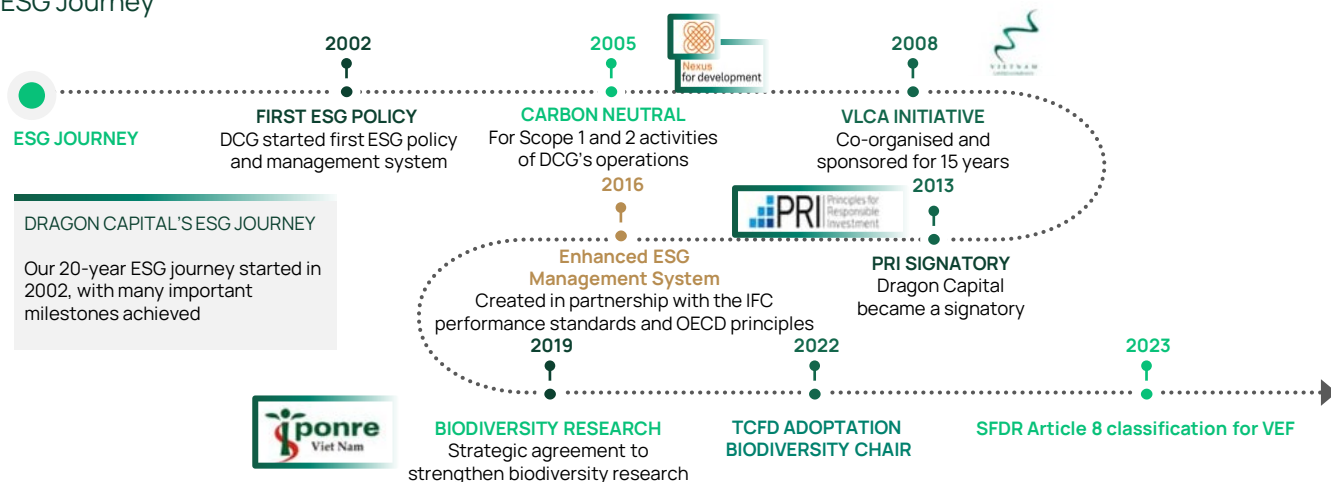 ESG Journey
2002
2005
2008
Nexus
for development
VIETNAM
ESG JOURNEY
FIRST ESG POLICY
DCG started first ESG policy
and management system
CARBON NEUTRAL
For Scope 1 and 2 activities
of DCG's operations
VLCA INITIATIVE
Co-organised and
sponsored for 15 years
DRAGON CAPITAL'S ESG JOURNEY
Our 20-year ESG journey started in
2002, with many important
milestones achieved
2016
Enhanced ESG
Management System
Created in partnership with the IFC
performance standards and OECD principles
PRI
Principles for
Responsible
Investment
2013
PRI SIGNATORY
Dragon Capital
became a signatory
2019
2022
2023
iponre
Viet Nam
BIODIVERSITY RESEARCH
Strategic agreement to
strengthen biodiversity research
TCFD ADOPTATION
BIODIVERSITY CHAIR
SFDR Article 8 classification for VEF